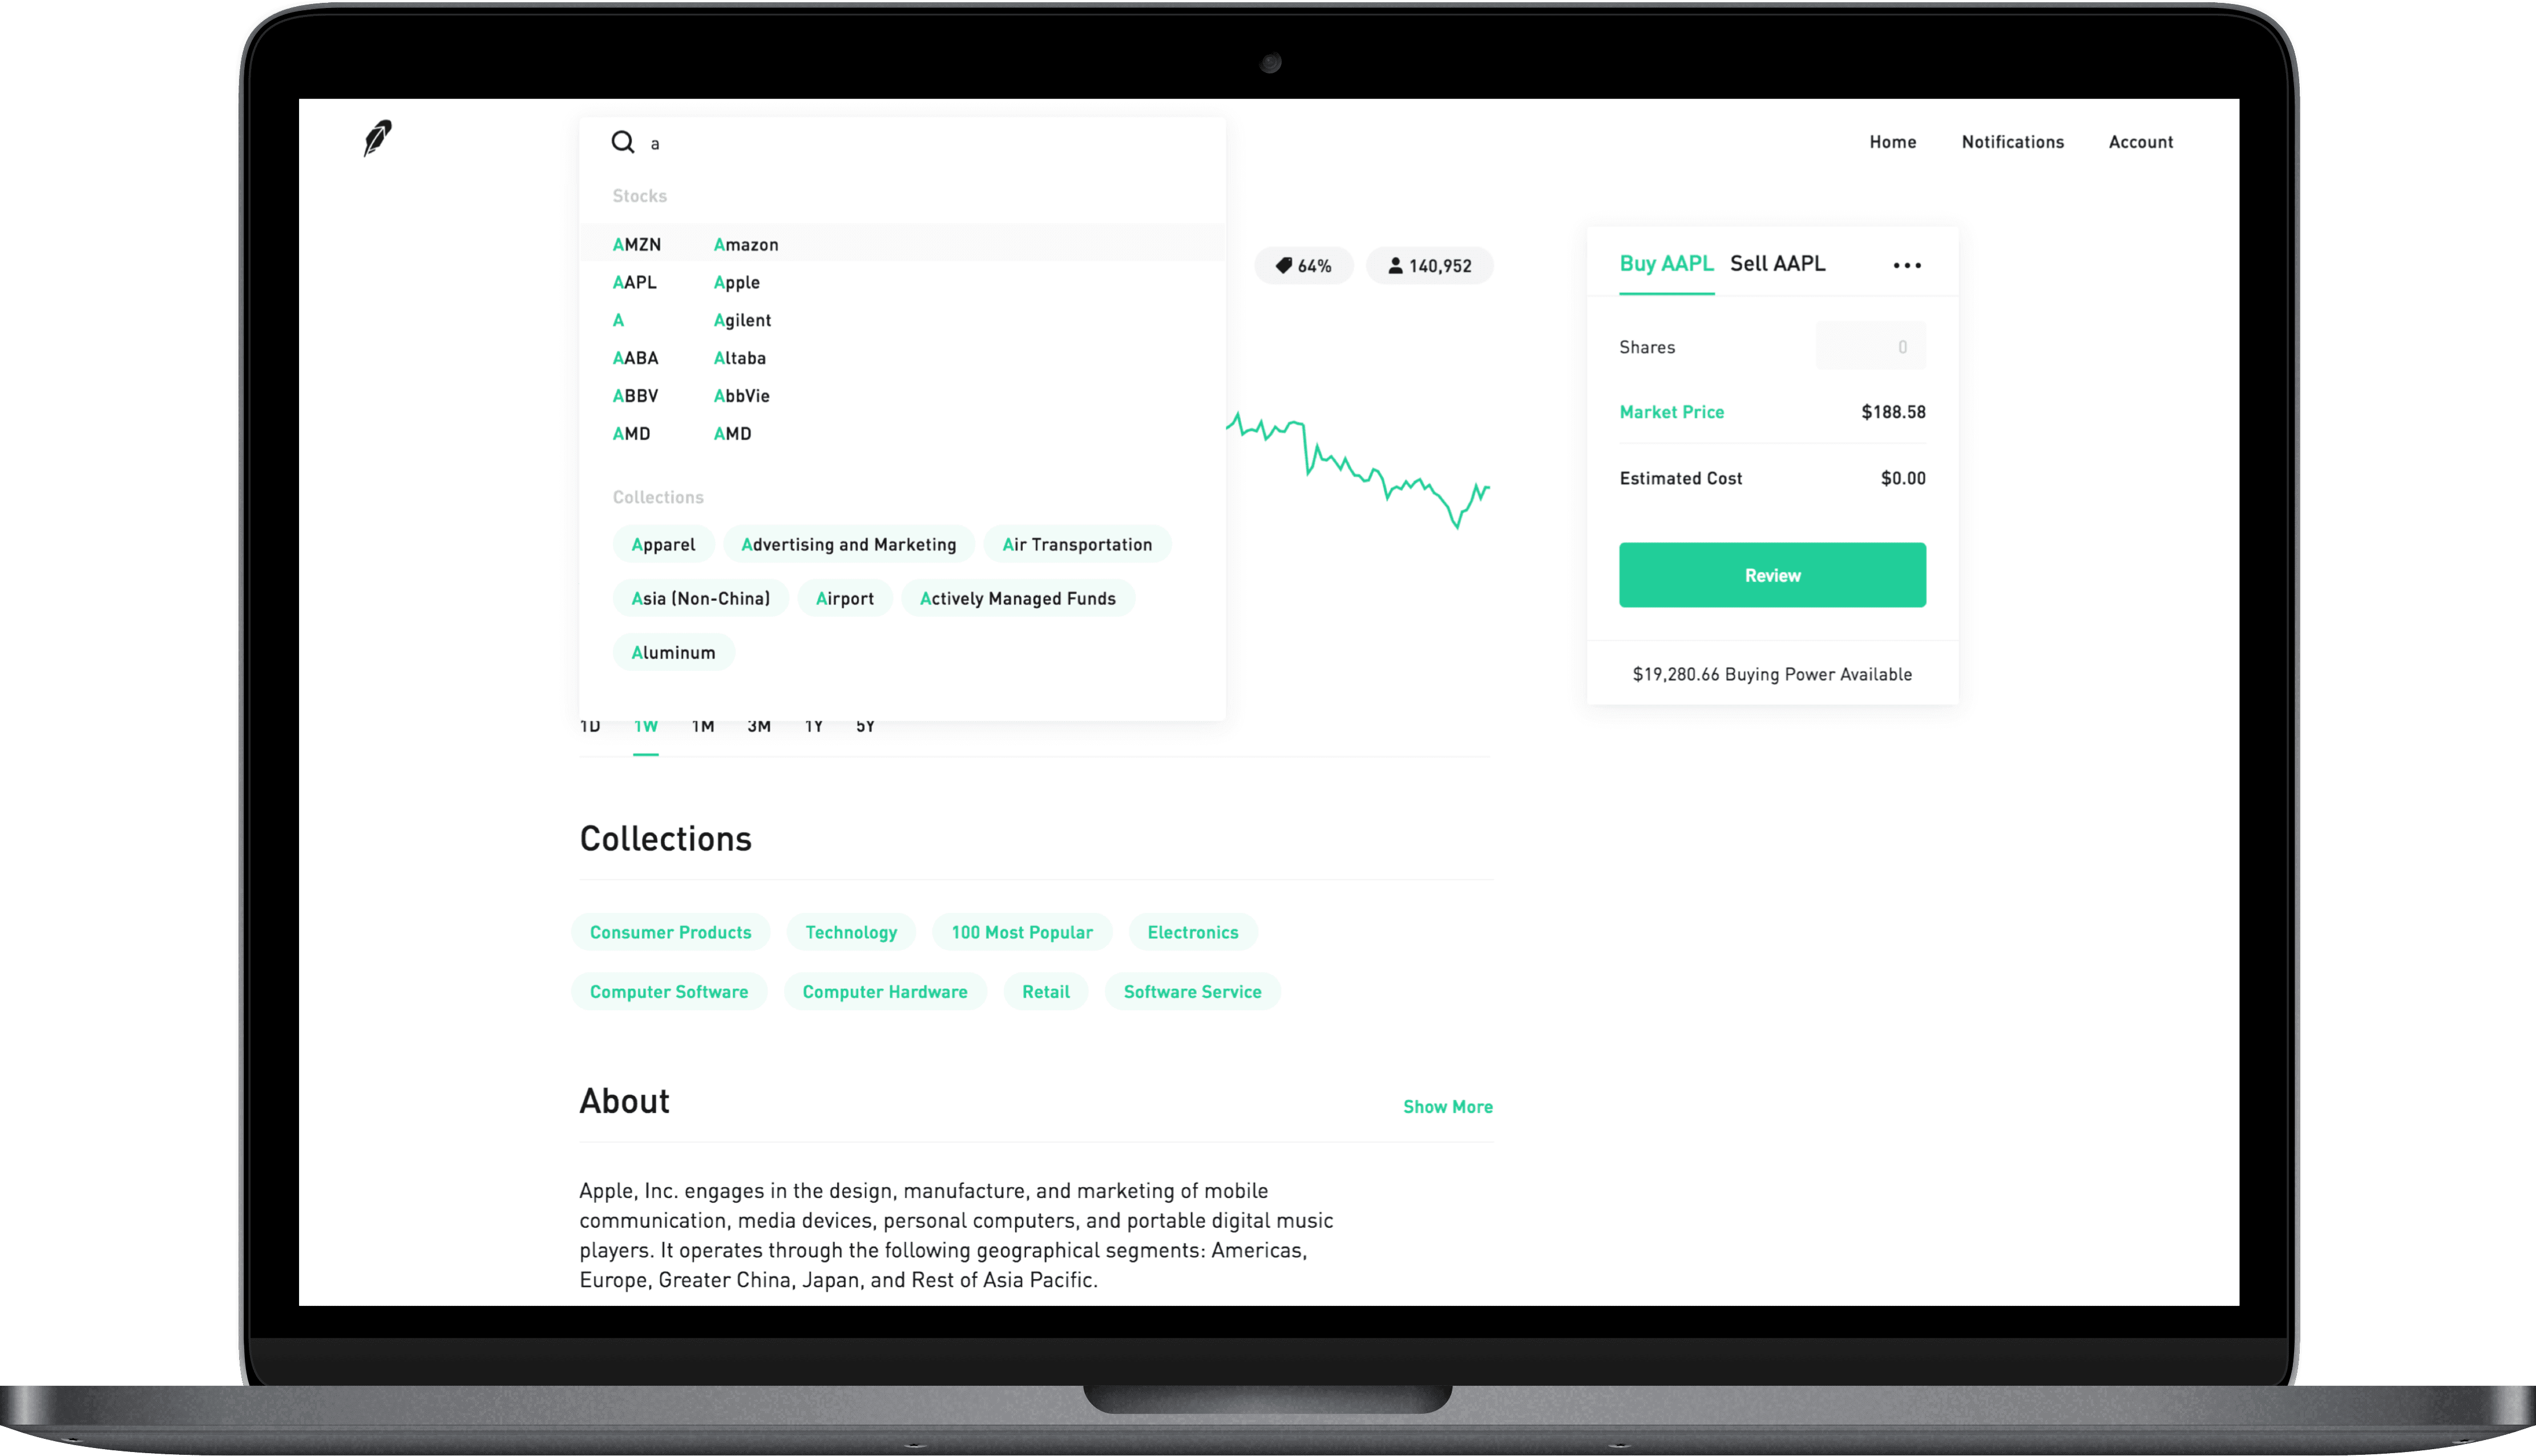 a
Home Notifications Account
Stocks
AMZN Amazon
AAPL Apple
A Agilent
AABA Altaba
ABBV AbbVie
AMD AMD
Collections
Apparel Advertising and Marketing Air Transportation
Asia (Non-China) Airport Actively Managed Funds
Aluminum
64% 140,952
Buy AAPL Sell AAPL
Shares 0
Market Price $188.58
Estimated Cost $0.00
Review
$19,280.66 Buying Power Available
1D 1W 1M 3M 1Y 5Y
Collections
Consumer Products Technology 100 Most Popular Electronics
Computer Software Computer Hardware Retail Software Service
About Show More
Apple, Inc. engages in the design, manufacture, and marketing of mobile
communication, media devices, personal computers, and portable digital music
players. It operates through the following geographical segments: Americas,
Europe, Greater China, Japan, and Rest of Asia Pacific.